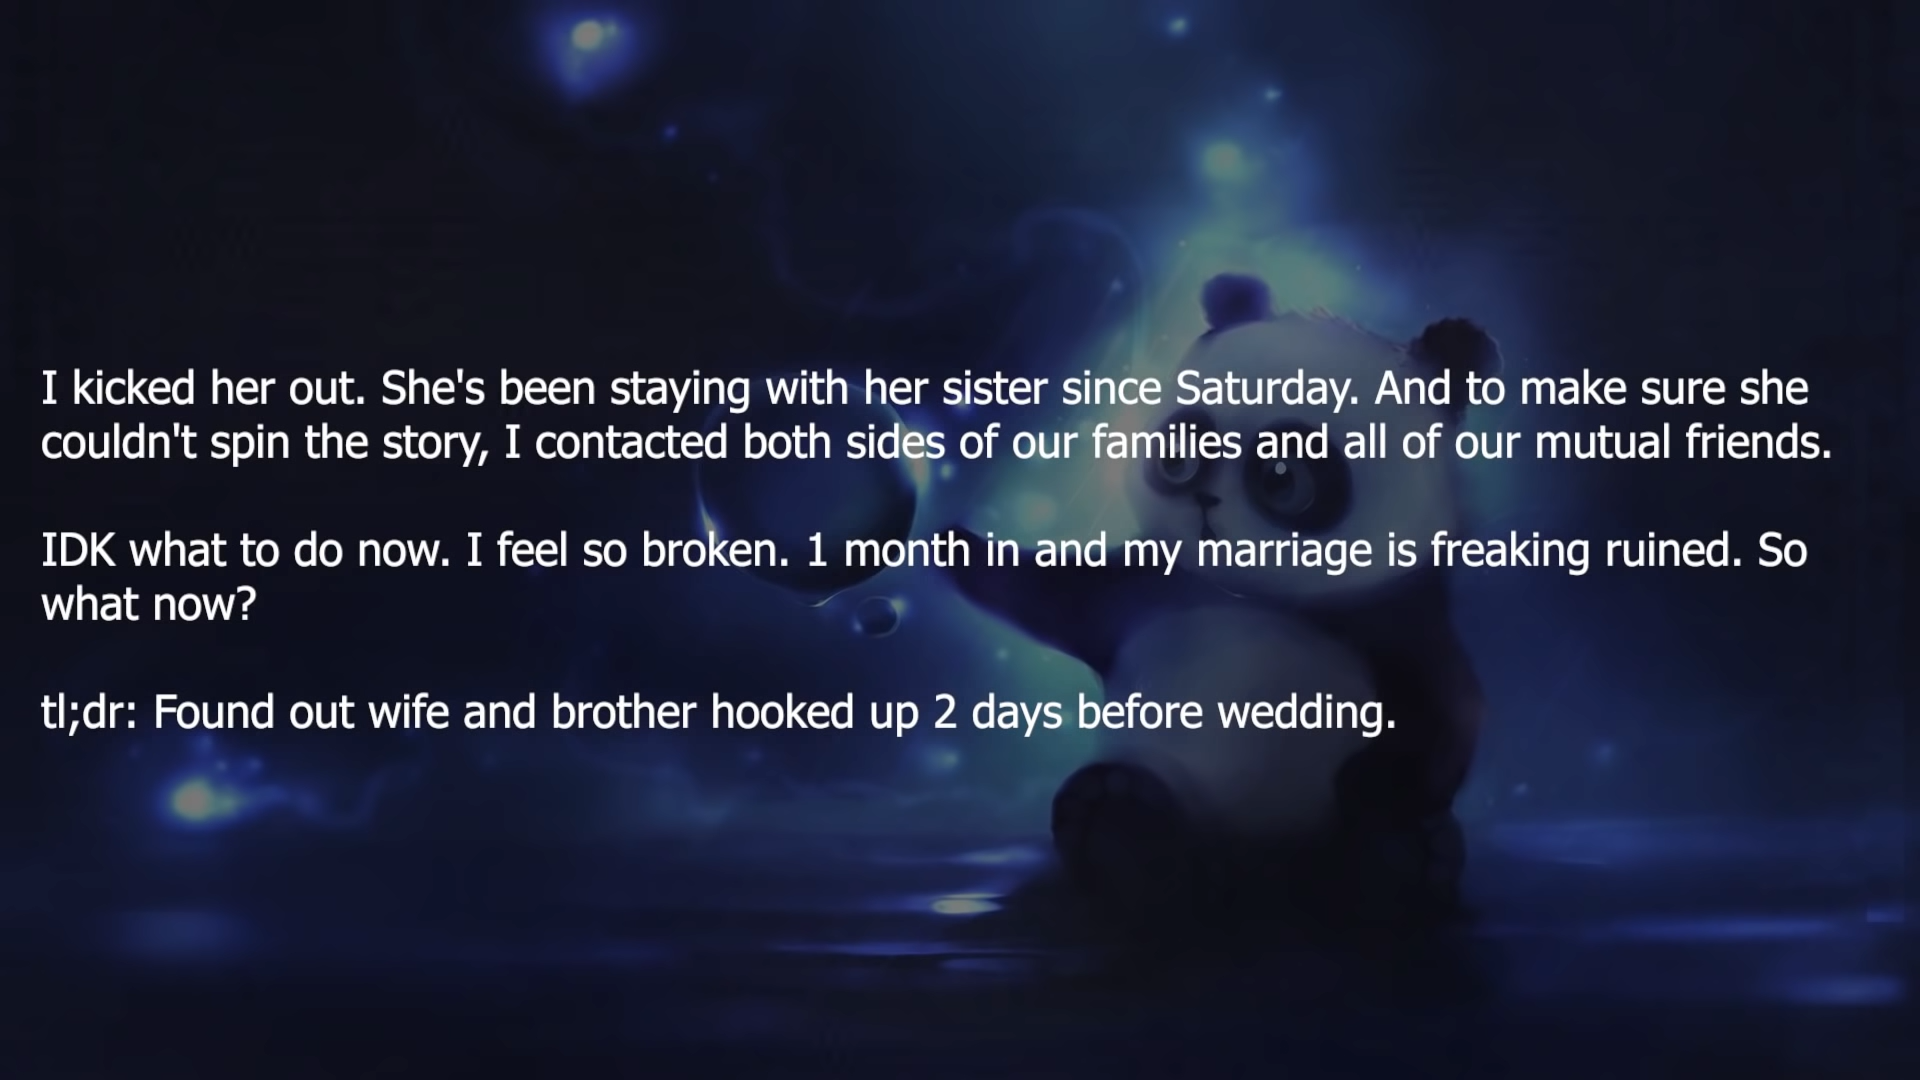 I kicked her out. She's been staying with her sister since Saturday. And to make sure she
couldn't spin the story, I contacted both sides of our families and all of our mutual friends.
IDK what to do now. I feel so broken. 1 month in and my marriage is freaking ruined. So
what now?
tl;dr: Found out wife and brother hooked up 2 days before wedding.